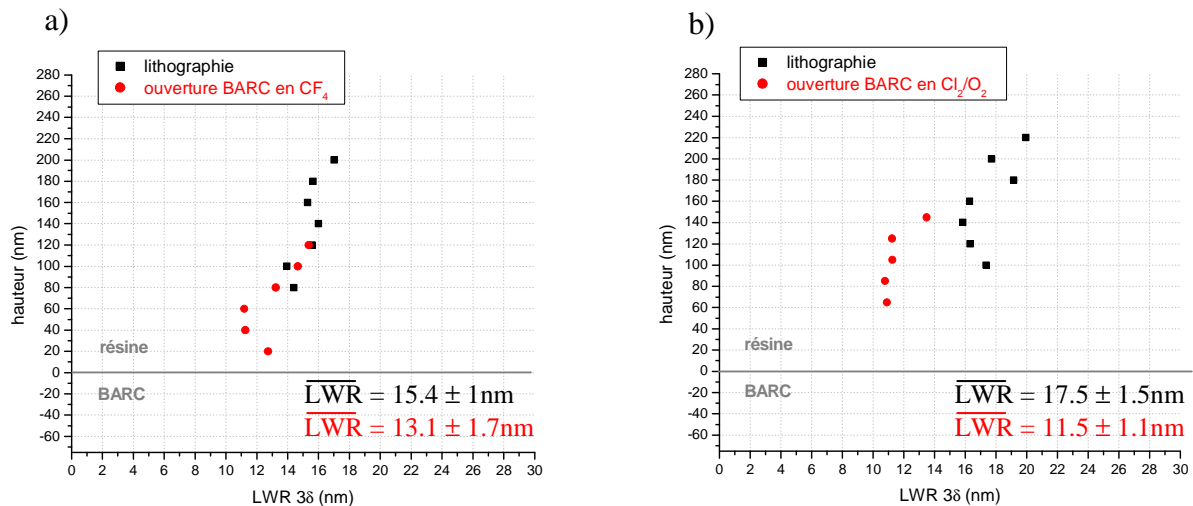 a)
lithographie
ouverture BARC en CF₄
280
260
240
220
200
180
160
140
120
100
80
60
40
20
0
-20
-40
-60
hauteur (nm)
résine
BARC
LWR = 15.4 ± 1nm
LWR = 13.1 ± 1.7nm
0 2 4 6 8 10 12 14 16 18 20 22 24 26 28 30
LWR 3δ (nm)
b)
lithographie
ouverture BARC en Cl₂/O₂
280
260
240
220
200
180
160
140
120
100
80
60
40
20
0
-20
-40
-60
hauteur (nm)
résine
BARC
LWR = 17.5 ± 1.5nm
LWR = 11.5 ± 1.1nm
0 2 4 6 8 10 12 14 16 18 20 22 24 26 28 30
LWR 3δ (nm)